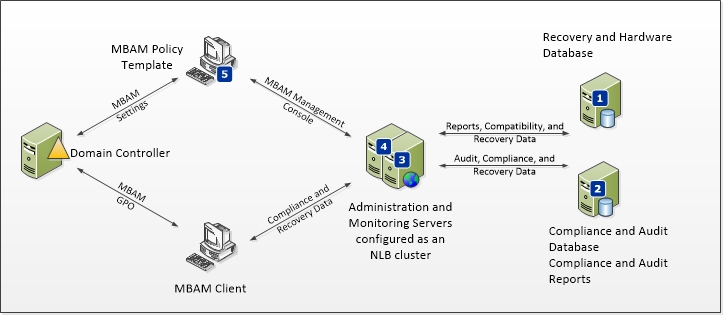 MBAM Policy
Template
5
MBAM
Settings
MBAM Management
Console
Domain Controller
MBAM
GPO
MBAM Client
Compliance and
Recovery Data
4
3
Administration and
Monitoring Servers
configured as an
NLB cluster
Reports, Compatibility, and
Recovery Data
Audit, Compliance, and
Recovery Data
Recovery and Hardware
Database
1
2
Compliance and Audit
Database
Compliance and Audit
Reports